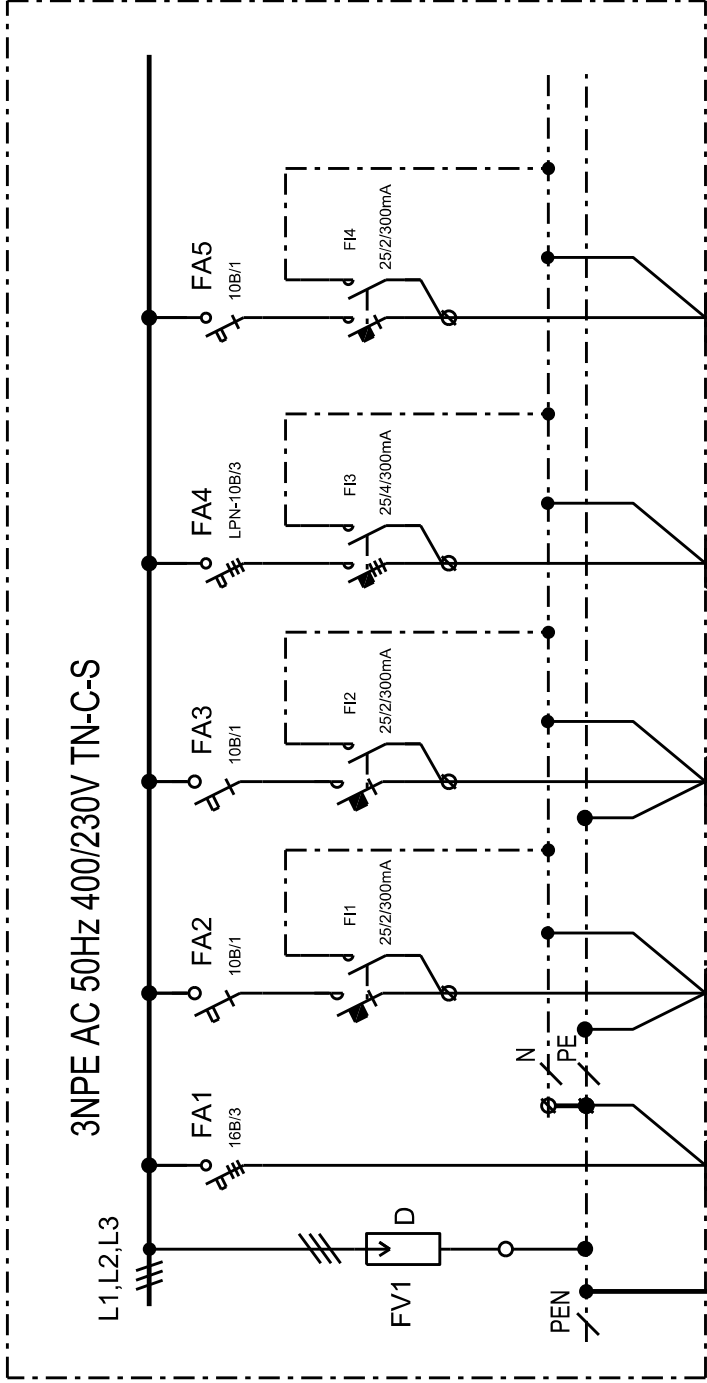 3NPE AC 50Hz 400/230V TN-C-S
L1,L2,L3
FA1
16B/3
FA2
10B/1
FA3
10B/1
FA4
LPN-10B/3
FA5
10B/1
FV1
D
FI1
25/2/300mA
FI2
25/2/300mA
FI3
25/4/300mA
FI4
25/2/300mA
N
PE
PEN